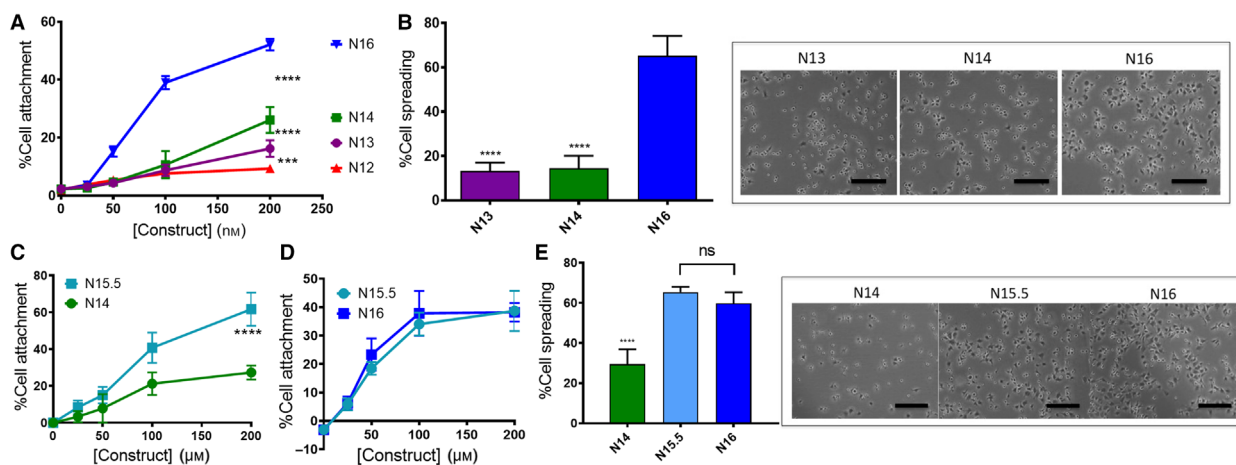 A
60
40
20
0
%Cell attachment
0 50 100 150 200 250
[Construct] (nM)
N16
N14
N13
N12
****
****
***
B
80
60
40
20
0
%Cell spreading
****
****
N13
N14
N16
N13 N14 N16
C
80
60
40
20
0
%Cell attachment
0 50 100 150 200
[Construct] (µM)
N15.5
N14
****
D
50
40
30
20
10
0
−10
%Cell attachment
50 100 150 200
[Construct] (µM)
N15.5
N16
E
80
60
40
20
0
%Cell spreading
****
ns
N14
N15.5
N16
N14 N15.5 N16